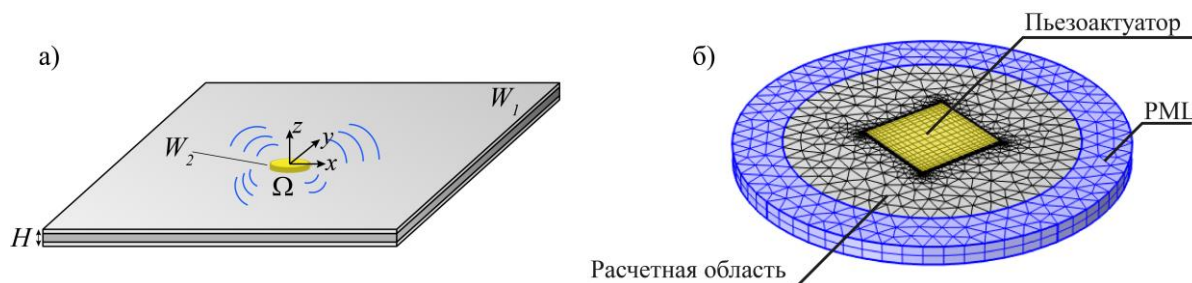 а)
W₁
z
y
x
W₂
Ω
H
б)
Пьезоактуатор
PML
Расчетная область